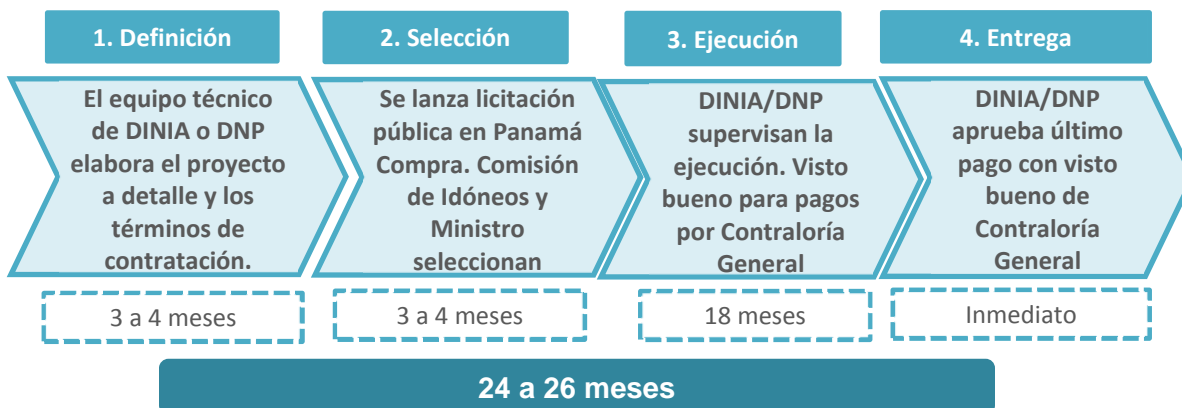 1. Definición
2. Selección
3. Ejecución
4. Entrega
El equipo técnico
de DINIA o DNP
elabora el proyecto
a detalle y los
términos de
contratación.
Se lanza licitación
pública en Panamá
Compra. Comisión
de Idóneos y
Ministro
seleccionan
DINIA/DNP
supervisan la
ejecución. Visto
bueno para pagos
por Contraloría
General
DINIA/DNP
aprueba último
pago con visto
bueno de
Contraloría
General
3 a 4 meses
3 a 4 meses
18 meses
Inmediato
24 a 26 meses